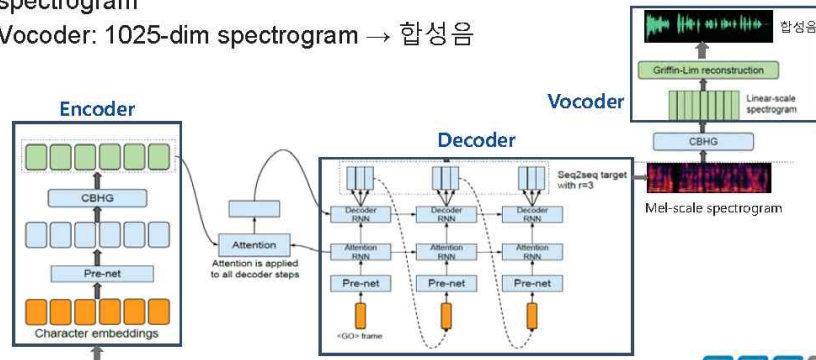 spectrogram
Vocoder: 1025-dim spectrogram → 합성음
합성음
Griffin-Lim reconstruction
Vocoder
Linear-scale
spectrogram
CBHG
Mel-scale spectrogram
Encoder
CBHG
Pre-net
Character embeddings
Attention
Attention is applied
to all decoder steps
Decoder
Seq2seq target
with r=3
Decoder
RNN
Decoder
RNN
Decoder
RNN
Attention
RNN
Attention
RNN
Attention
RNN
Pre-net
Pre-net
Pre-net
<GO> frame